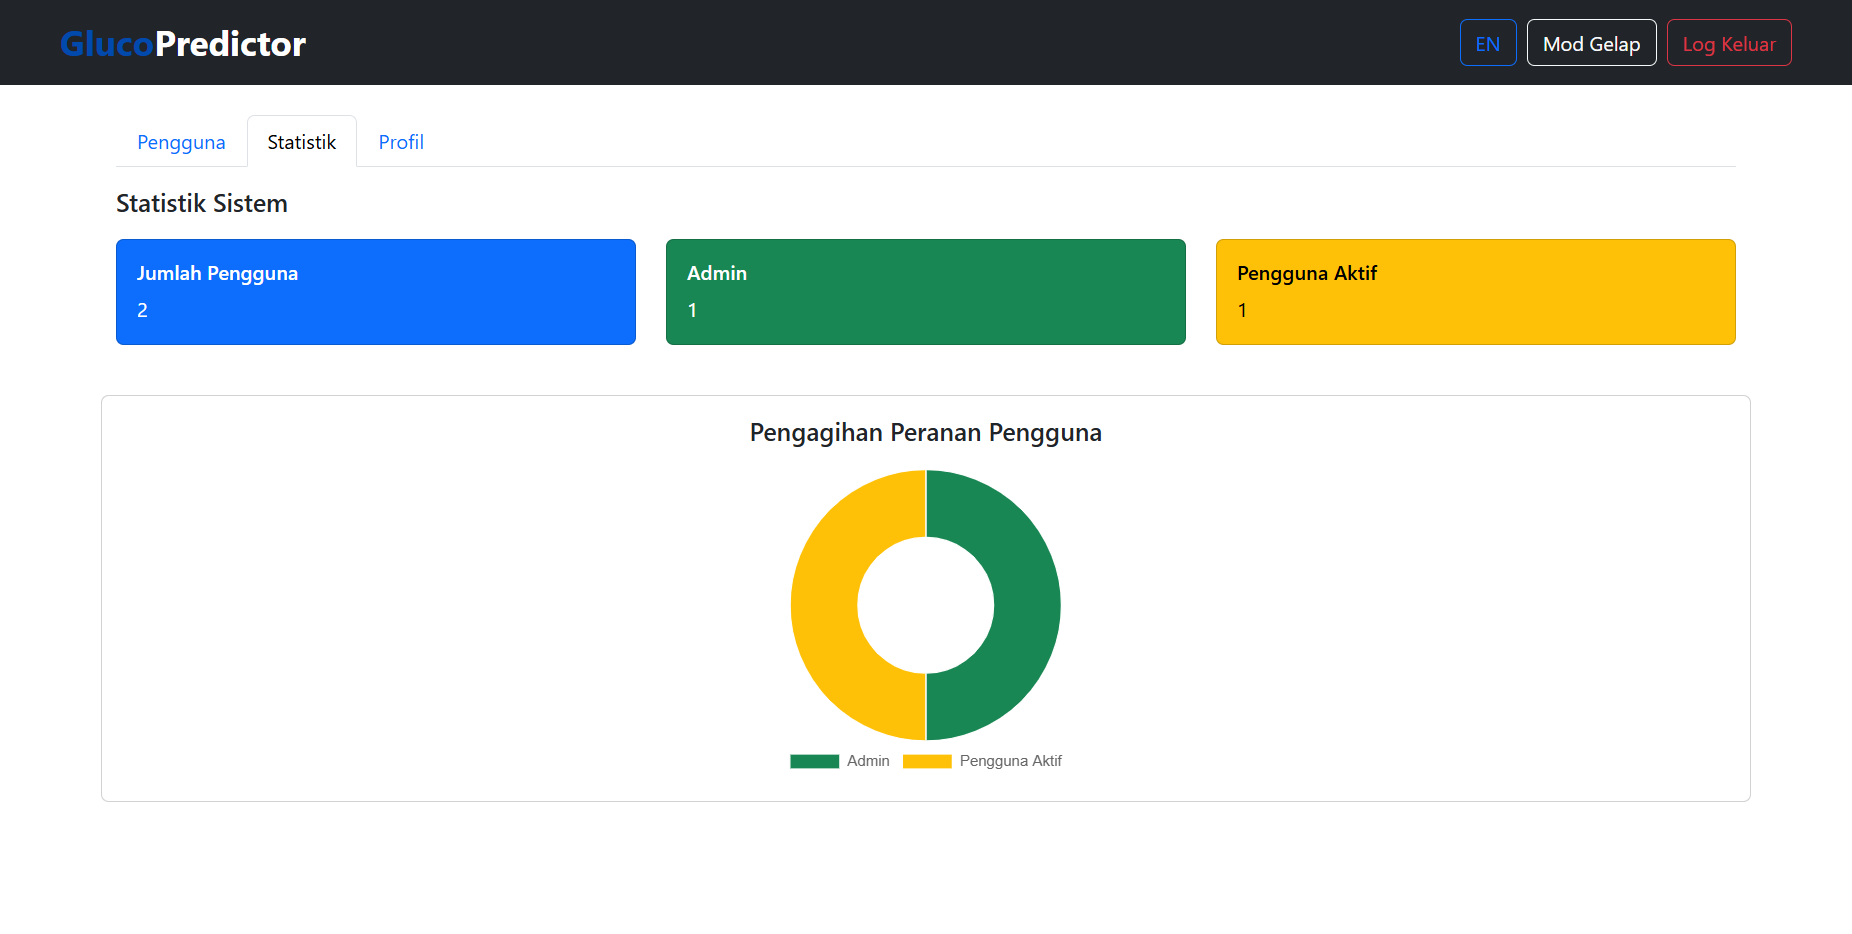 GlucoPredictor
EN Mod Gelap Log Keluar
Pengguna Statistik Profil
Statistik Sistem
Jumlah Pengguna
2
Admin
1
Pengguna Aktif
1
Pengagihan Peranan Pengguna
Admin Pengguna Aktif